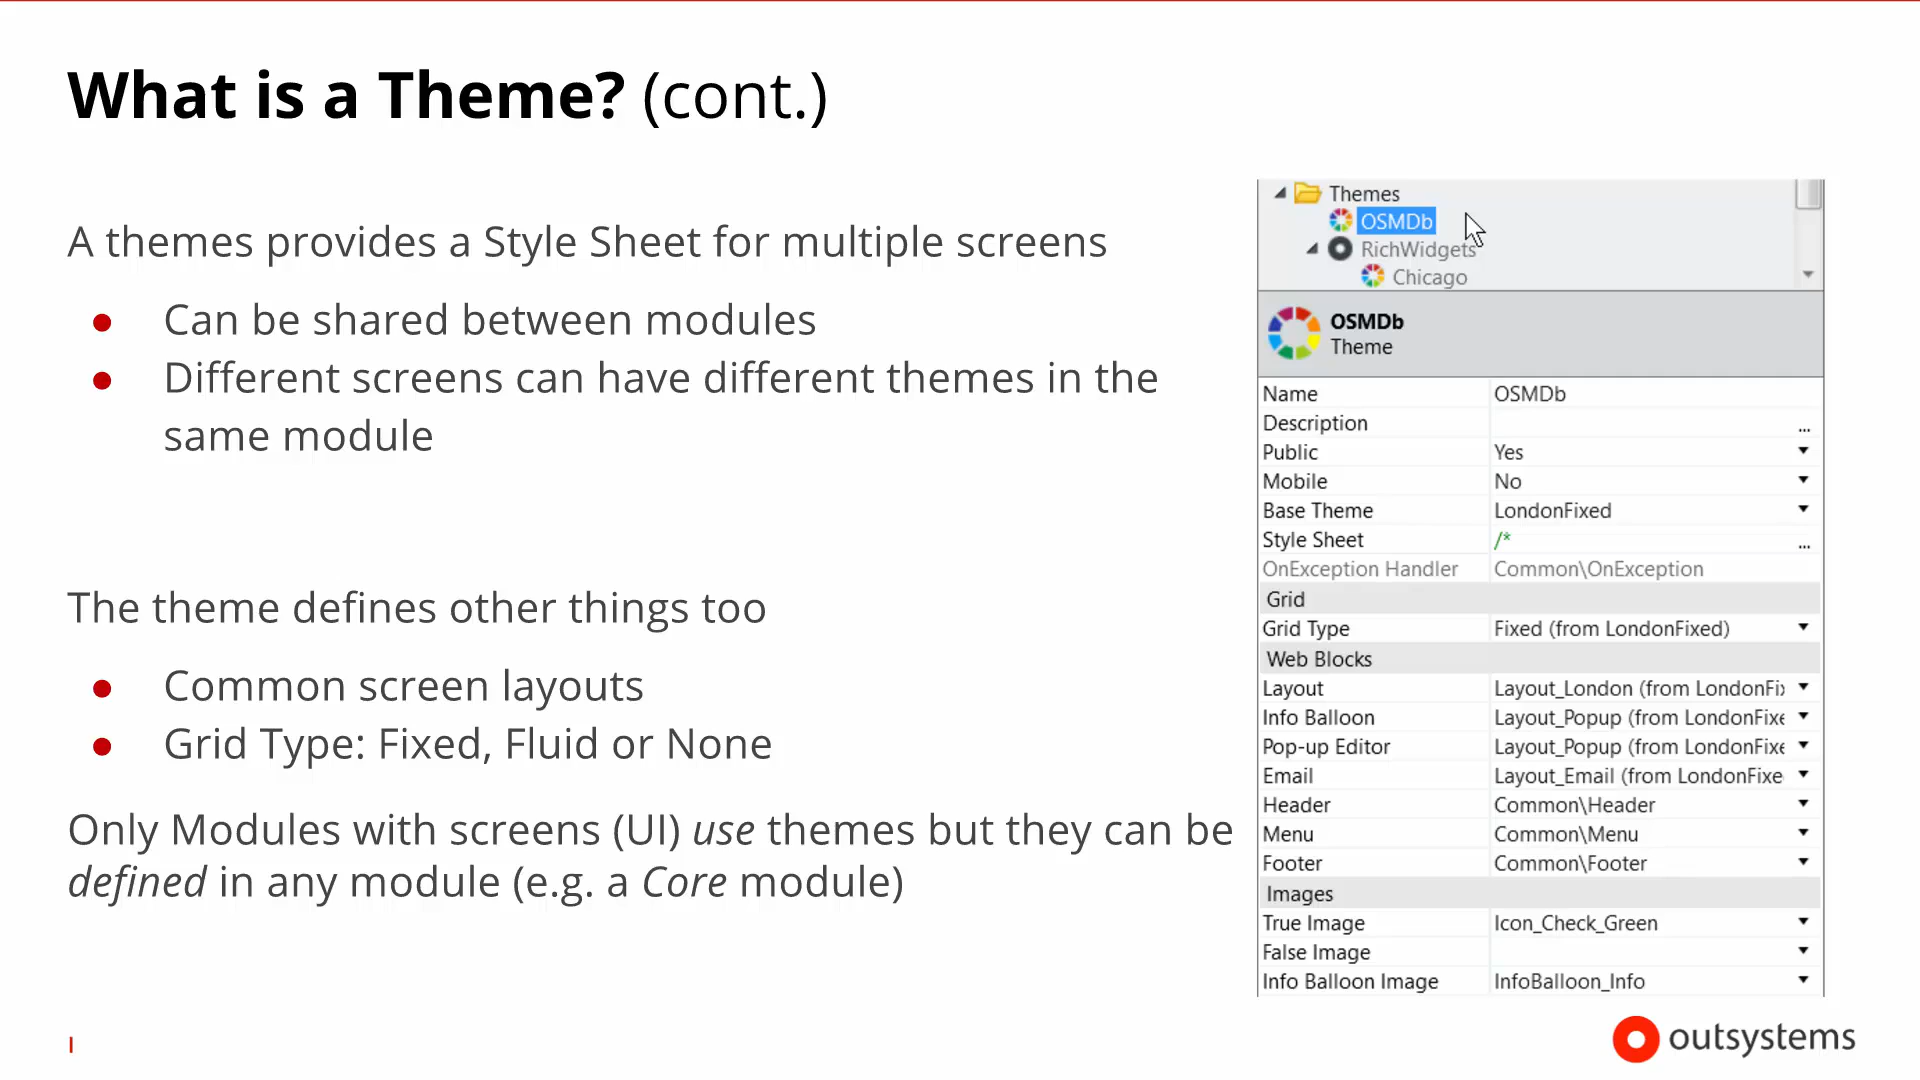 What is a Theme? (cont.)
A themes provides a Style Sheet for multiple screens
● Can be shared between modules
● Different screens can have different themes in the
same module
The theme defines other things too
● Common screen layouts
● Grid Type: Fixed, Fluid or None
Only Modules with screens (UI) use themes but they can be
defined in any module (e.g. a Core module)
Themes
OSMDb
RichWidgets
Chicago
OSMDb
Theme
Name OSMDb
Description ...
Public Yes
Mobile No
Base Theme LondonFixed
Style Sheet /* ...
OnException Handler Common\OnException
Grid
Grid Type Fixed (from LondonFixed)
Web Blocks
Layout Layout_London (from LondonFix
Info Balloon Layout_Popup (from LondonFixe
Pop-up Editor Layout_Popup (from LondonFixe
Email Layout_Email (from LondonFixe
Header Common\Header
Menu Common\Menu
Footer Common\Footer
Images
True Image Icon_Check_Green
False Image
Info Balloon Image InfoBalloon_Info
I
outsystems